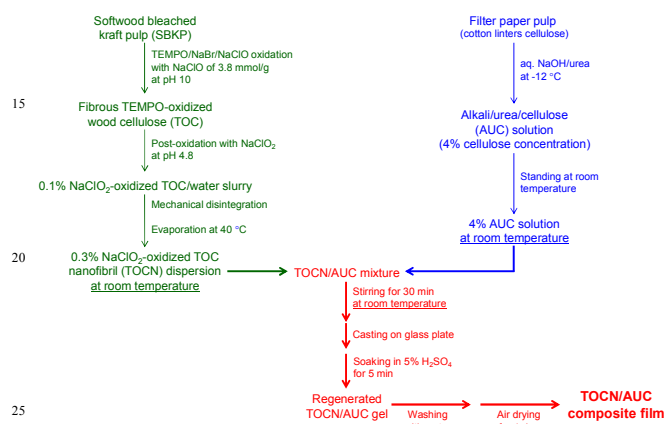 Softwood bleached
kraft pulp (SBKP)
TEMPO/NaBr/NaClO oxidation
with NaClO of 3.8 mmol/g
at pH 10
15
Fibrous TEMPO-oxidized
wood cellulose (TOC)
Post-oxidation with NaClO₂
at pH 4.8
0.1% NaClO₂-oxidized TOC/water slurry
Mechanical disintegration
Evaporation at 40 °C
20
0.3% NaClO₂-oxidized TOC
nanofibril (TOCN) dispersion
at room temperature
Filter paper pulp
(cotton linters cellulose)
aq. NaOH/urea
at -12 °C
Alkali/urea/cellulose
(AUC) solution
(4% cellulose concentration)
Standing at room
temperature
4% AUC solution
at room temperature
TOCN/AUC mixture
Stirring for 30 min
at room temperature
Casting on glass plate
Soaking in 5% H₂SO₄
for 5 min
25
Regenerated
TOCN/AUC gel
Washing
Air drying
TOCN/AUC
composite film